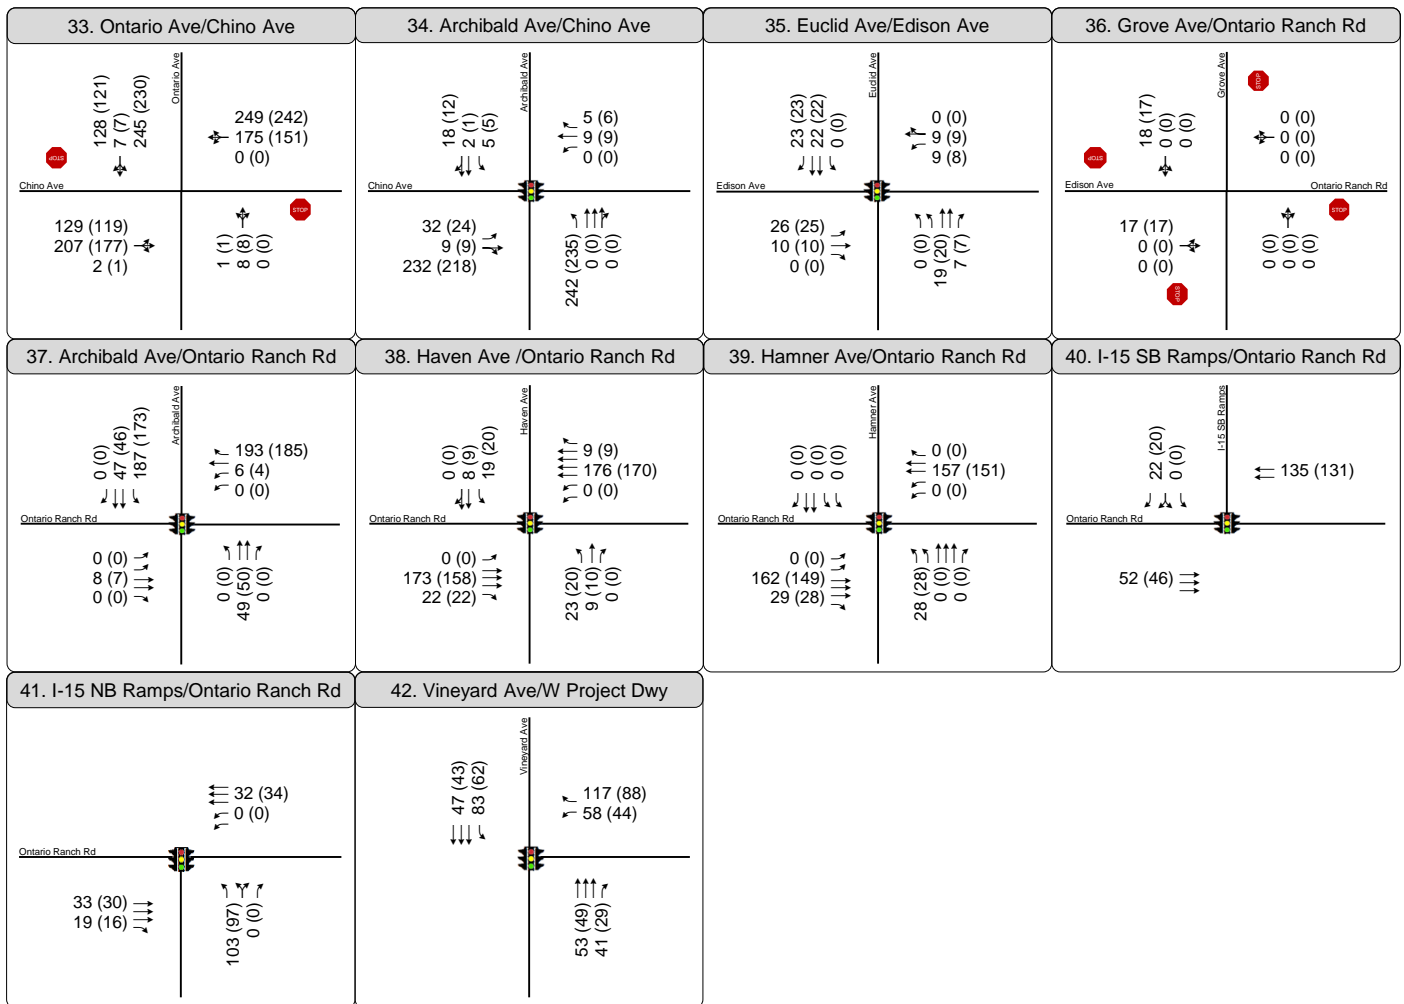 33. Ontario Ave/Chino Ave
Ontario Ave
128 (121)
7 (7)
245 (230)
249 (242)
175 (151)
0 (0)
STOP
Chino Ave
STOP
129 (119)
207 (177)
2 (1)
1 (1)
8 (8)
0 (0)
34. Archibald Ave/Chino Ave
Archibald Ave
18 (12)
2 (1)
5 (5)
5 (6)
9 (9)
0 (0)
Chino Ave
32 (24)
9 (9)
232 (218)
242 (235)
0 (0)
0 (0)
35. Euclid Ave/Edison Ave
Euclid Ave
23 (23)
22 (22)
0 (0)
0 (0)
9 (9)
9 (8)
Edison Ave
26 (25)
10 (10)
0 (0)
0 (0)
19 (20)
7 (7)
36. Grove Ave/Ontario Ranch Rd
Grove Ave
STOP
18 (17)
0 (0)
0 (0)
0 (0)
0 (0)
0 (0)
STOP
Edison Ave
Ontario Ranch Rd
STOP
17 (17)
0 (0)
0 (0)
0 (0)
0 (0)
0 (0)
STOP
37. Archibald Ave/Ontario Ranch Rd
Archibald Ave
0 (0)
47 (46)
187 (173)
193 (185)
6 (4)
0 (0)
Ontario Ranch Rd
0 (0)
8 (7)
0 (0)
0 (0)
49 (50)
0 (0)
38. Haven Ave /Ontario Ranch Rd
Haven Ave
0 (0)
8 (9)
19 (20)
9 (9)
176 (170)
0 (0)
Ontario Ranch Rd
0 (0)
173 (158)
22 (22)
23 (20)
9 (10)
0 (0)
39. Hamner Ave/Ontario Ranch Rd
Hamner Ave
0 (0)
0 (0)
0 (0)
0 (0)
157 (151)
0 (0)
Ontario Ranch Rd
0 (0)
162 (149)
29 (28)
28 (28)
0 (0)
0 (0)
40. I-15 SB Ramps/Ontario Ranch Rd
I-15 SB Ramps
22 (20)
0 (0)
135 (131)
Ontario Ranch Rd
52 (46)
41. I-15 NB Ramps/Ontario Ranch Rd
32 (34)
0 (0)
Ontario Ranch Rd
33 (30)
19 (16)
103 (97)
0 (0)
42. Vineyard Ave/W Project Dwy
Vineyard Ave
47 (43)
83 (62)
117 (88)
58 (44)
53 (49)
41 (29)